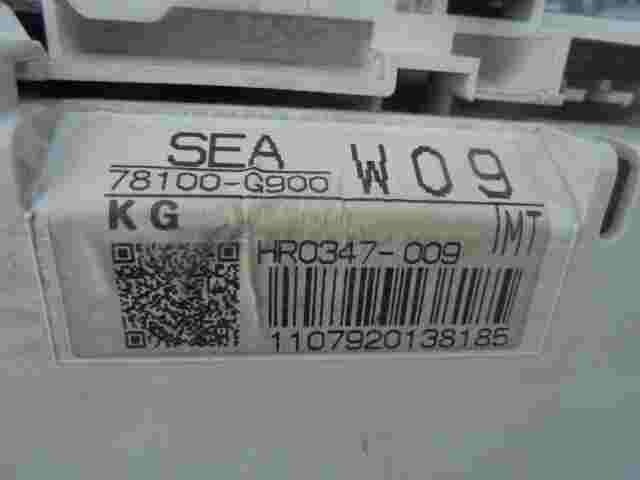 SEA W09
78100-G900
KG IMT
HR0347-009
1107920138185